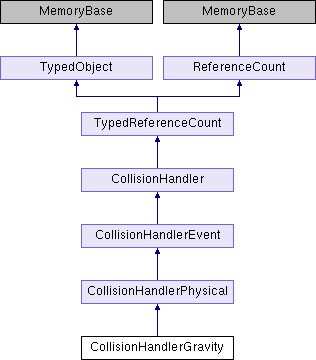 MemoryBase MemoryBase
TypedObject ReferenceCount
TypedReferenceCount
CollisionHandler
CollisionHandlerEvent
CollisionHandlerPhysical
CollisionHandlerGravity